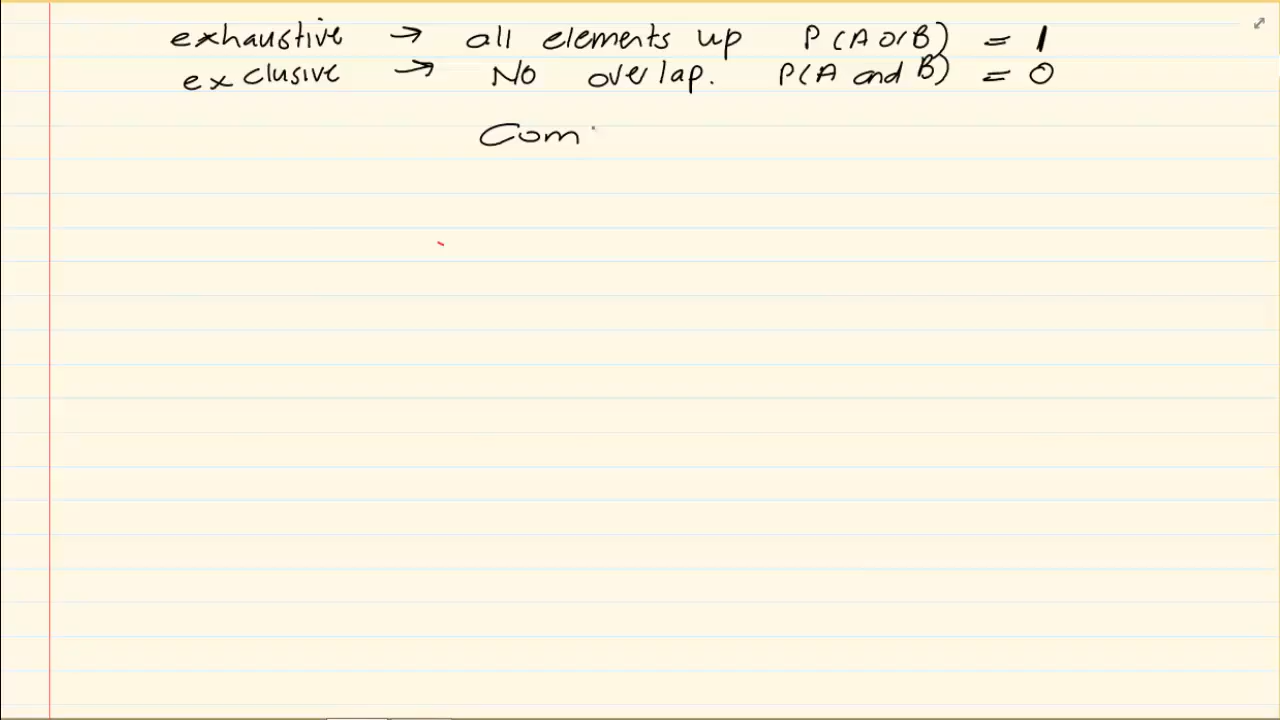 exhaustive → all elements up P(A or B) = 1
exclusive → No overlap. P(A and B) = 0
Com